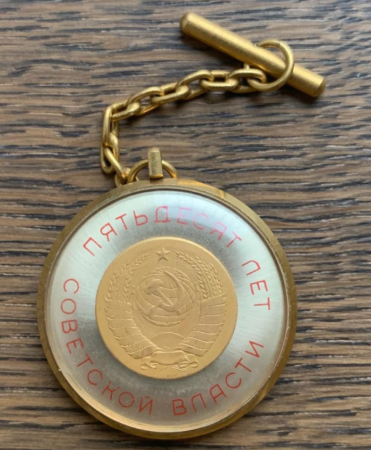 ПЯТЬДЕСЯТ ЛЕТ
СОВЕТСКОЙ ВЛАСТИ